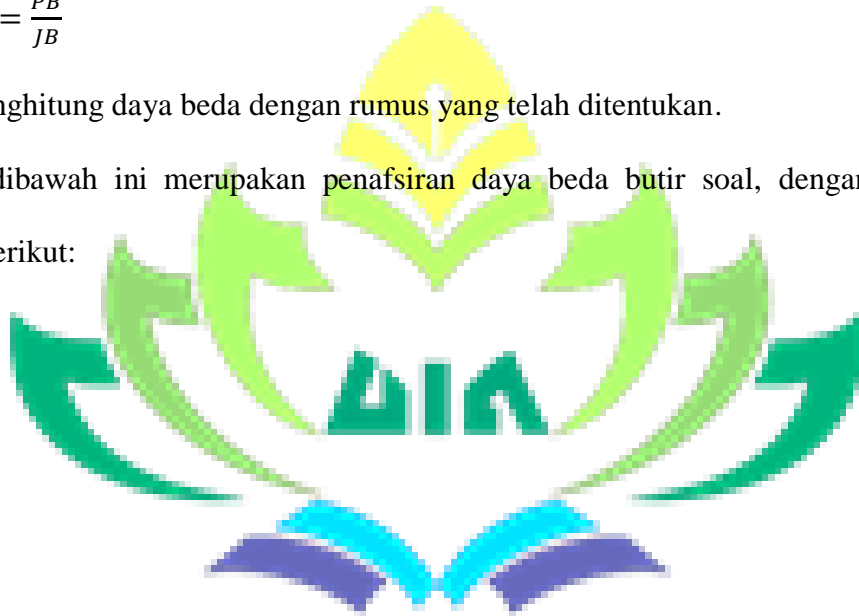 = PB/JB
nghitung daya beda dengan rumus yang telah ditentukan.
dibawah ini merupakan penafsiran daya beda butir soal, dengan
erikut: